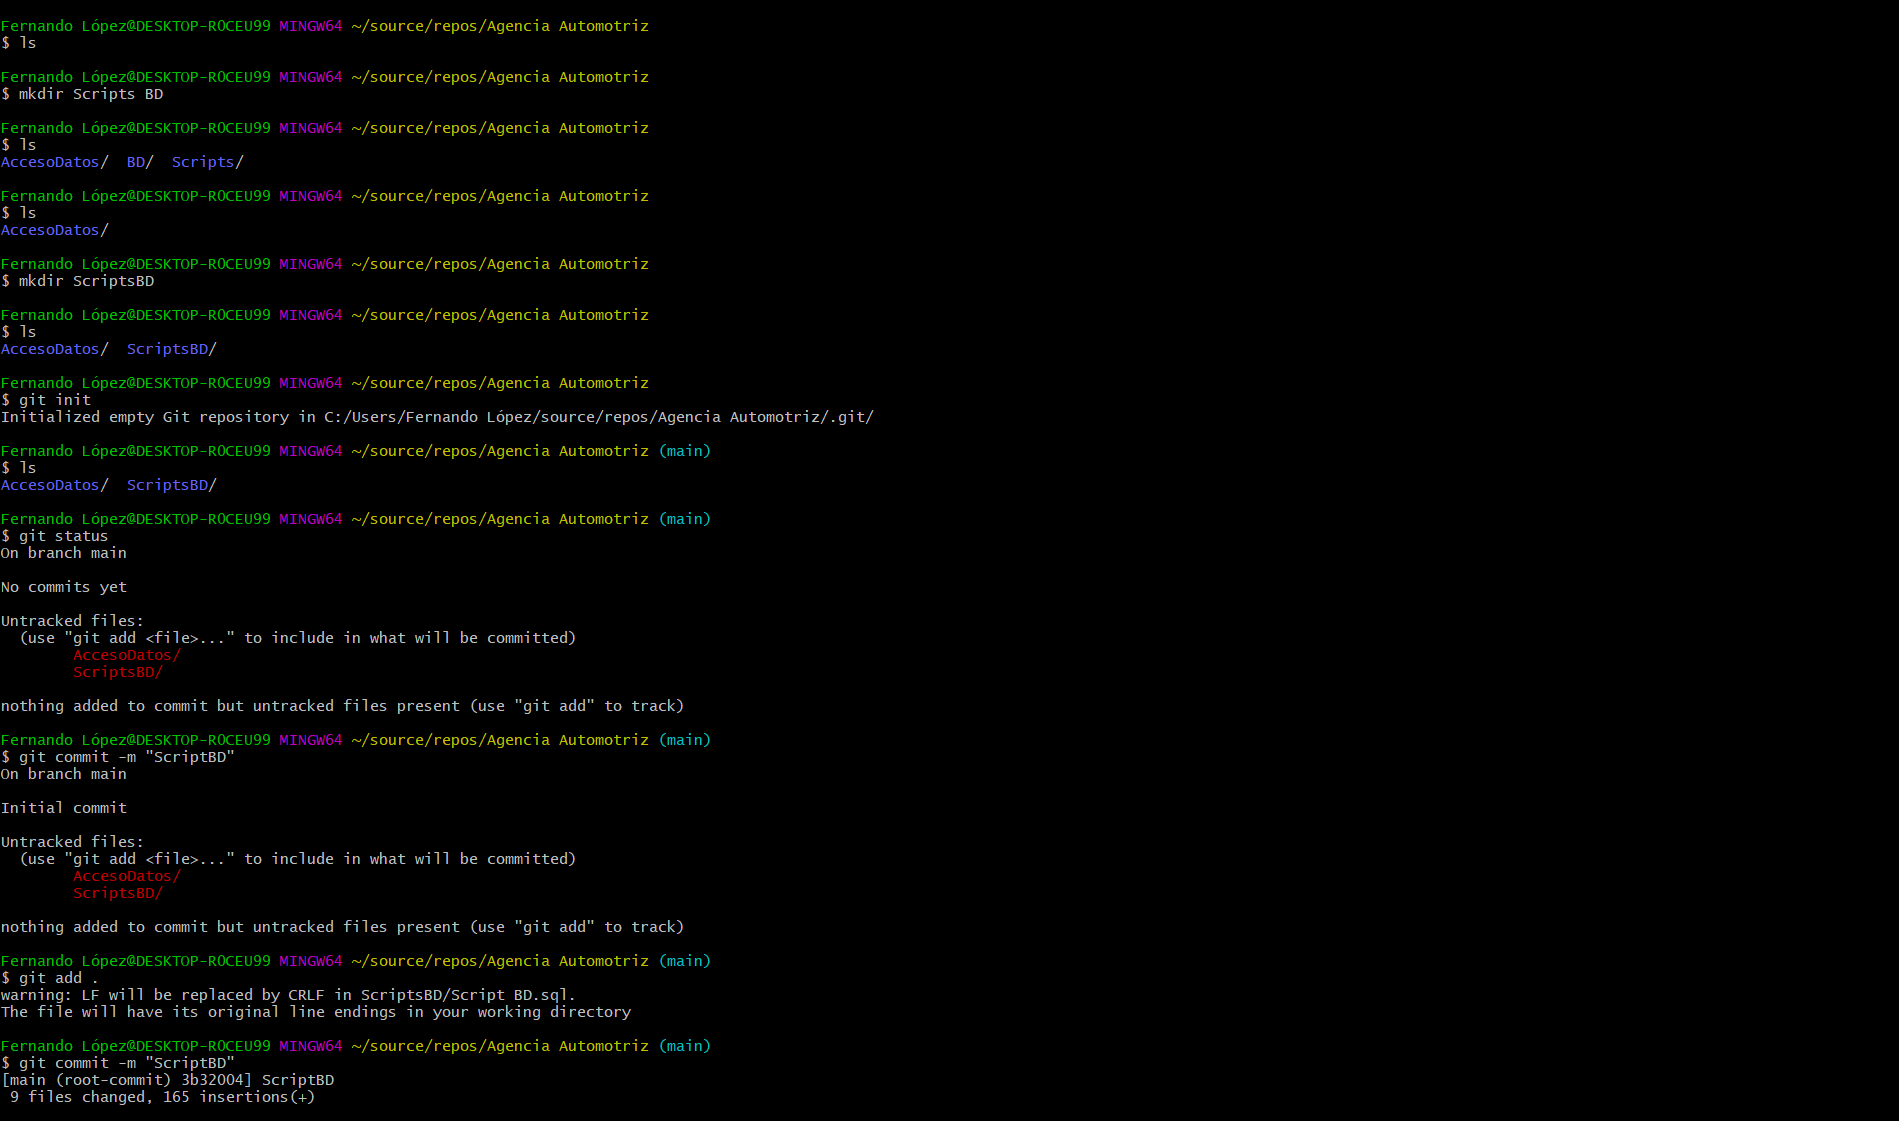 Fernando López@DESKTOP-ROCEU99 MINGW64 ~/source/repos/Agencia Automotriz
$ ls
Fernando López@DESKTOP-ROCEU99 MINGW64 ~/source/repos/Agencia Automotriz
$ mkdir Scripts BD
Fernando López@DESKTOP-ROCEU99 MINGW64 ~/source/repos/Agencia Automotriz
$ ls
AccesoDatos/  BD/  Scripts/
Fernando López@DESKTOP-ROCEU99 MINGW64 ~/source/repos/Agencia Automotriz
$ ls
AccesoDatos/
Fernando López@DESKTOP-ROCEU99 MINGW64 ~/source/repos/Agencia Automotriz
$ mkdir ScriptsBD
Fernando López@DESKTOP-ROCEU99 MINGW64 ~/source/repos/Agencia Automotriz
$ ls
AccesoDatos/  ScriptsBD/
Fernando López@DESKTOP-ROCEU99 MINGW64 ~/source/repos/Agencia Automotriz
$ git init
Initialized empty Git repository in C:/Users/Fernando López/source/repos/Agencia Automotriz/.git/
Fernando López@DESKTOP-ROCEU99 MINGW64 ~/source/repos/Agencia Automotriz (main)
$ ls
AccesoDatos/  ScriptsBD/
Fernando López@DESKTOP-ROCEU99 MINGW64 ~/source/repos/Agencia Automotriz (main)
$ git status
On branch main
No commits yet
Untracked files:
  (use "git add <file>..." to include in what will be committed)
        AccesoDatos/
        ScriptsBD/
nothing added to commit but untracked files present (use "git add" to track)
Fernando López@DESKTOP-ROCEU99 MINGW64 ~/source/repos/Agencia Automotriz (main)
$ git commit -m "ScriptBD"
On branch main
Initial commit
Untracked files:
  (use "git add <file>..." to include in what will be committed)
        AccesoDatos/
        ScriptsBD/
nothing added to commit but untracked files present (use "git add" to track)
Fernando López@DESKTOP-ROCEU99 MINGW64 ~/source/repos/Agencia Automotriz (main)
$ git add .
warning: LF will be replaced by CRLF in ScriptsBD/Script BD.sql.
The file will have its original line endings in your working directory
Fernando López@DESKTOP-ROCEU99 MINGW64 ~/source/repos/Agencia Automotriz (main)
$ git commit -m "ScriptBD"
[main (root-commit) 3b32004] ScriptBD
 9 files changed, 165 insertions(+)